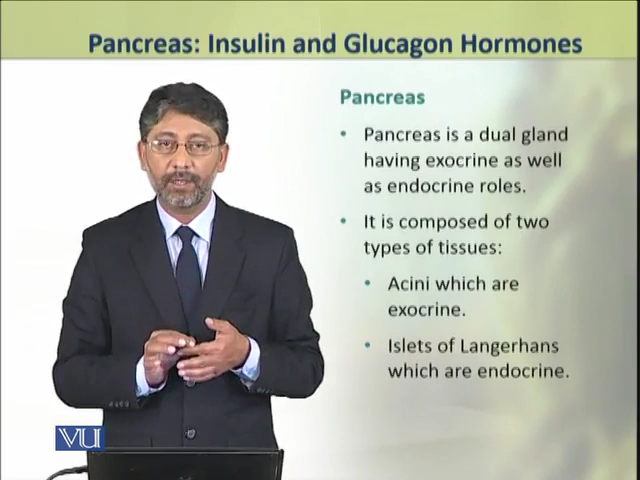 Pancreas: Insulin and Glucagon Hormones
Pancreas
• Pancreas is a dual gland
having exocrine as well
as endocrine roles.
• It is composed of two
types of tissues:
• Acini which are
exocrine.
• Islets of Langerhans
which are endocrine.
VU